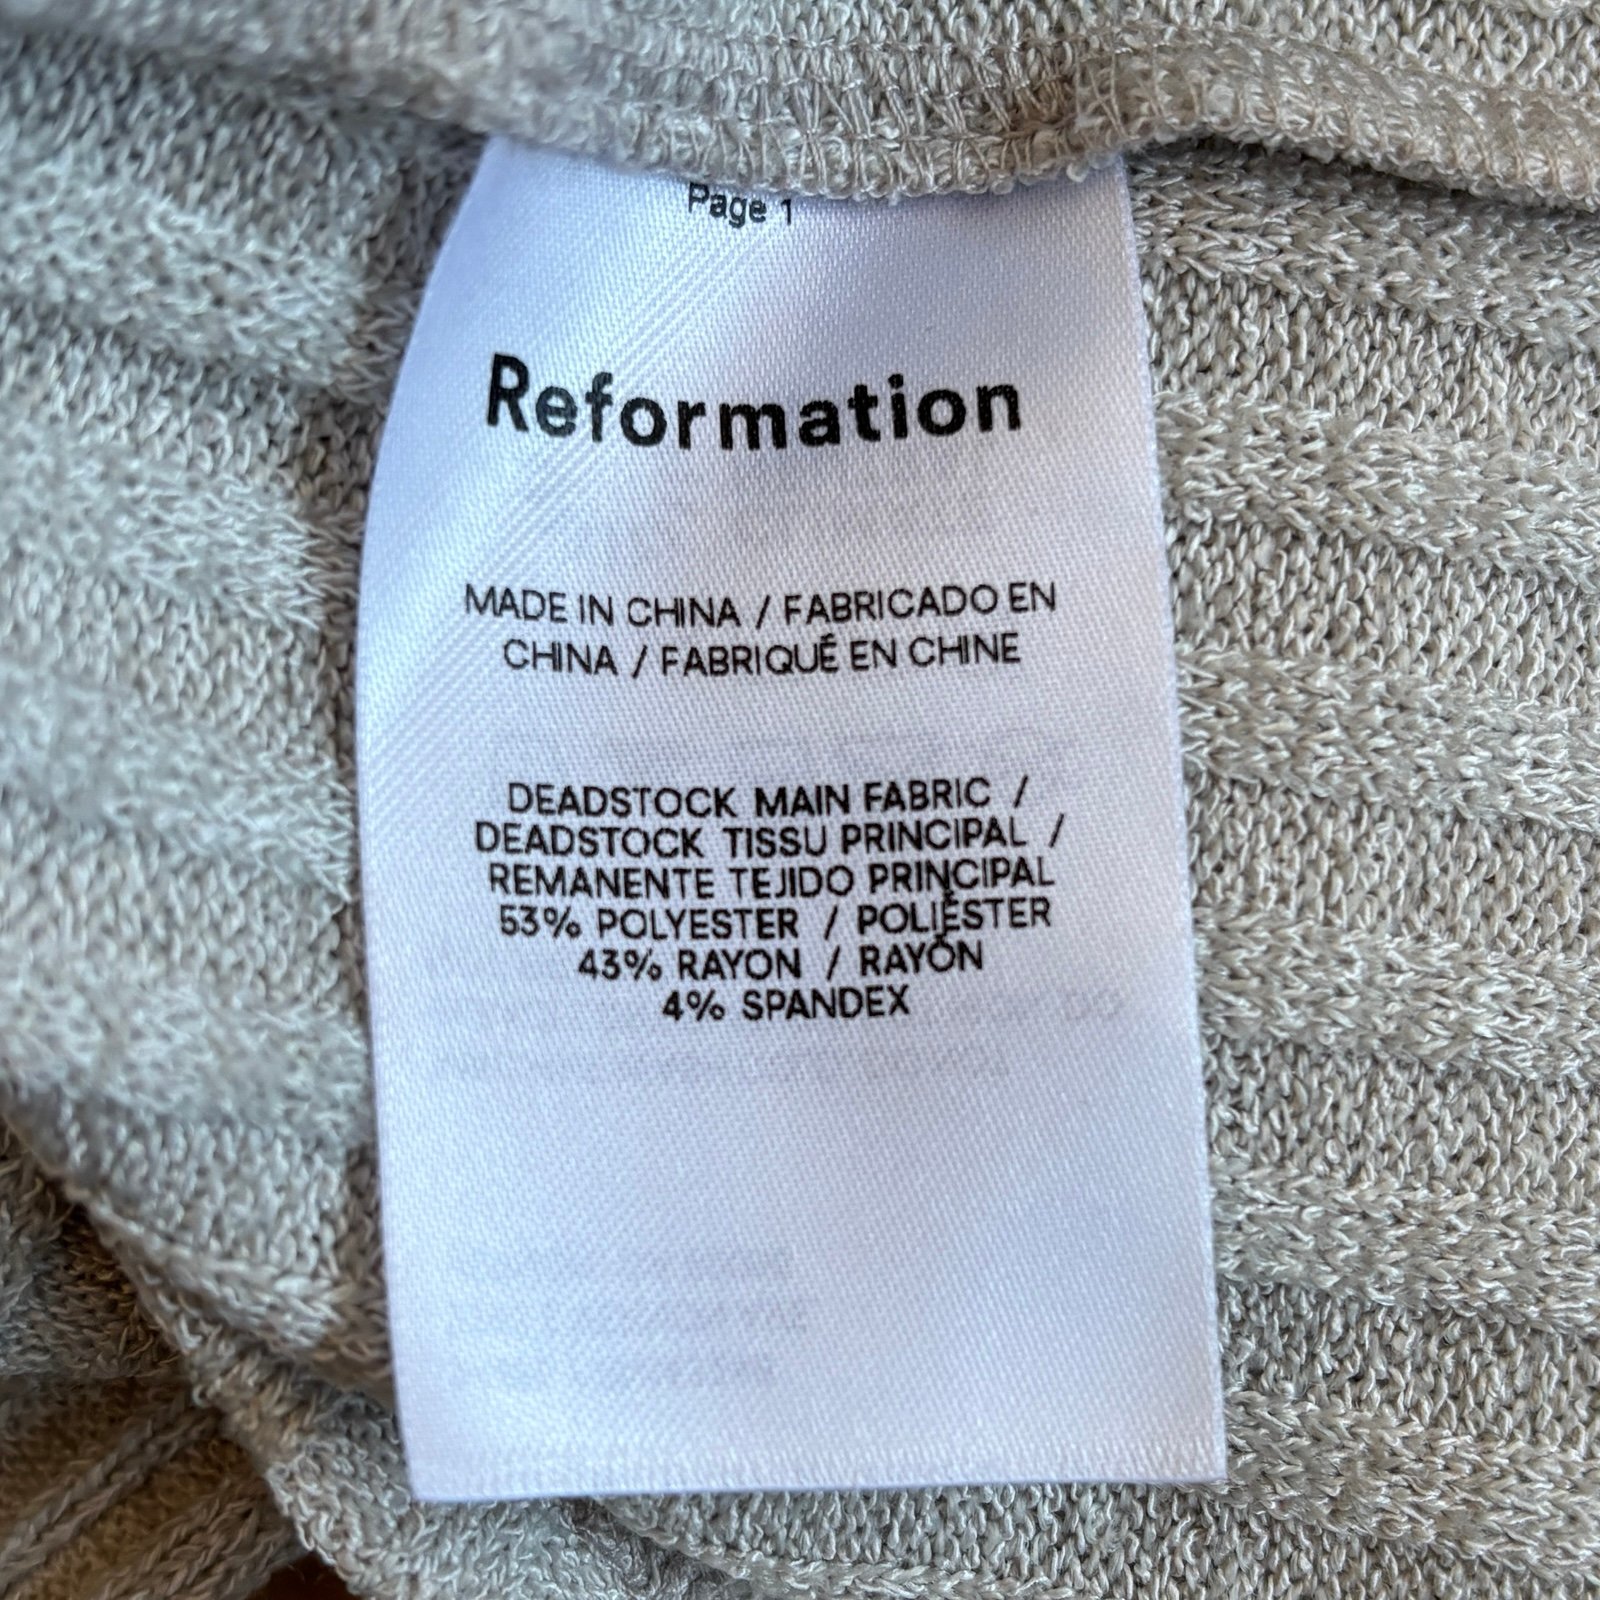 Page 1
Reformation
MADE IN CHINA / FABRICADO EN
CHINA / FABRIQUÉ EN CHINE
DEADSTOCK MAIN FABRIC /
DEADSTOCK TISSU PRINCIPAL /
REMANENTE TEJIDO PRINCIPAL
53% POLYESTER / POLIÉSTER
43% RAYON / RAYÓN
4% SPANDEX